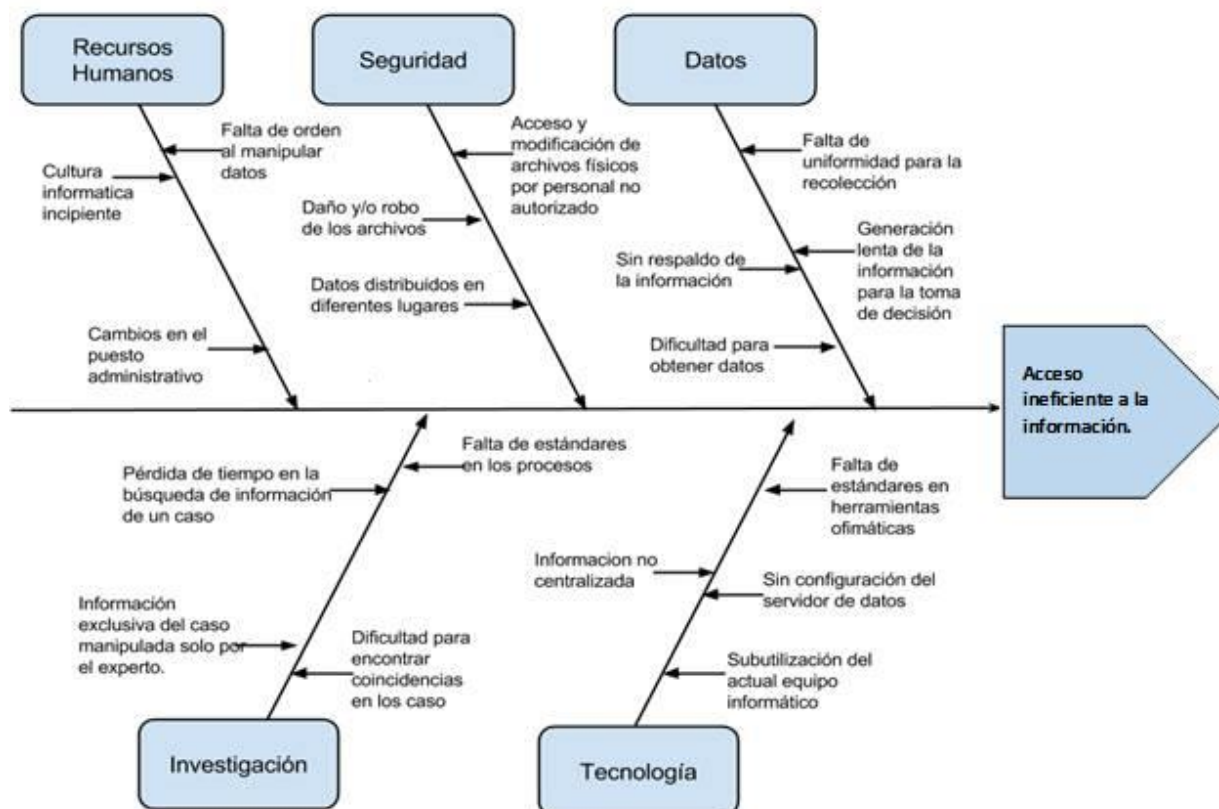 Recursos
Humanos
Seguridad
Datos
Falta de orden
al manipular
datos
Cultura
informatica
incipiente
Cambios en el
puesto
administrativo
Acceso y
modificación de
archivos físicos
por personal no
autorizado
Daño y/o robo
de los archivos
Datos distribuidos en
diferentes lugares
Falta de
uniformidad para la
recolección
Generación
lenta de la
información
para la toma
de decisión
Sin respaldo de
la información
Dificultad para
obtener datos
Acceso
ineficiente a la
información.
Falta de estándares
en los procesos
Pérdida de tiempo en la
búsqueda de información
de un caso
Información
exclusiva del caso
manipulada solo por
el experto.
Dificultad para
encontrar
coincidencias
en los caso
Falta de
estándares en
herramientas
ofimáticas
Informacion no
centralizada
Sin configuración del
servidor de datos
Subutilización del
actual equipo
informático
Investigación
Tecnología